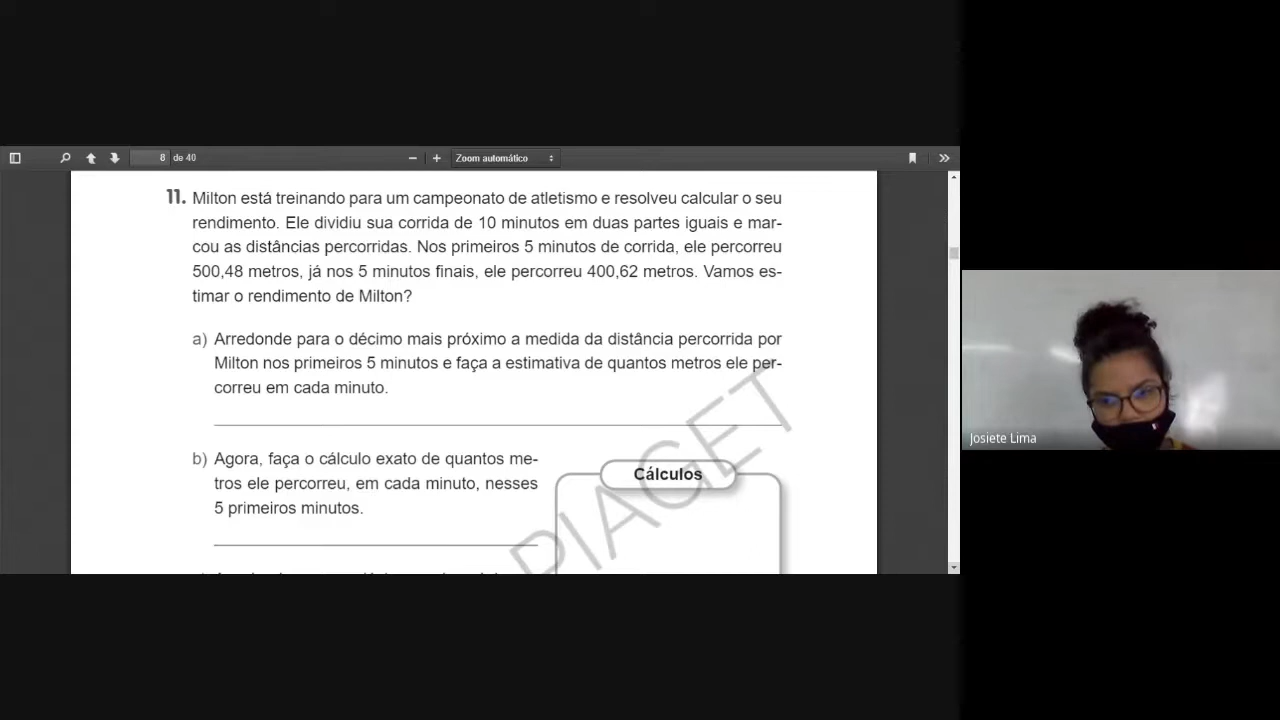 8 de 40
Zoom automático
11. Milton está treinando para um campeonato de atletismo e resolveu calcular o seu
rendimento. Ele dividiu sua corrida de 10 minutos em duas partes iguais e mar-
cou as distâncias percorridas. Nos primeiros 5 minutos de corrida, ele percorreu
500,48 metros, já nos 5 minutos finais, ele percorreu 400,62 metros. Vamos es-
timar o rendimento de Milton?
a) Arredonde para o décimo mais próximo a medida da distância percorrida por
Milton nos primeiros 5 minutos e faça a estimativa de quantos metros ele per-
correu em cada minuto.
b) Agora, faça o cálculo exato de quantos me-
tros ele percorreu, em cada minuto, nesses
5 primeiros minutos.
Cálculos
PIAGET
Josiete Lima